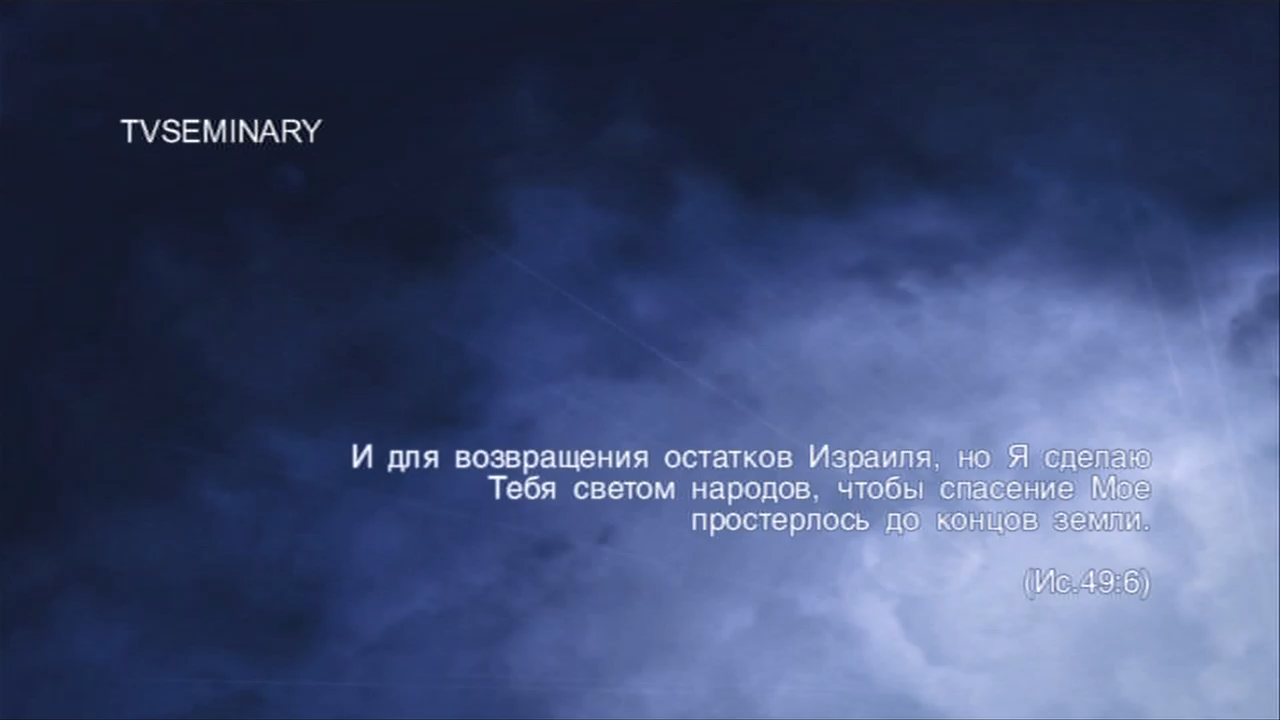 TVSEMINARY
И для возвращения остатков Израиля, но Я сделаю
Тебя светом народов, чтобы спасение Мое
простерлось до концов земли.
(Ис.49:6)